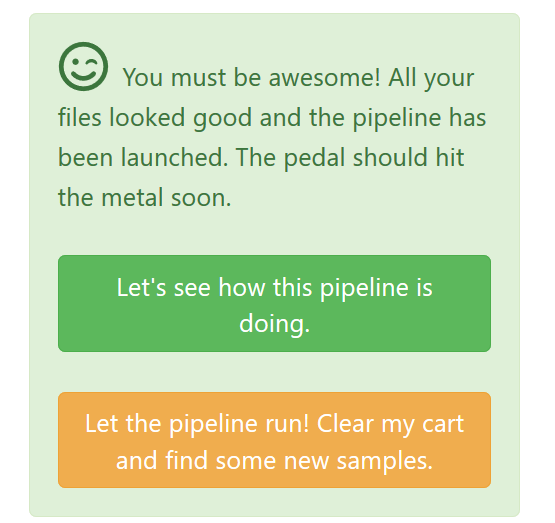 You must be awesome! All your
files looked good and the pipeline has
been launched. The pedal should hit
the metal soon.
Let's see how this pipeline is
doing.
Let the pipeline run! Clear my cart
and find some new samples.